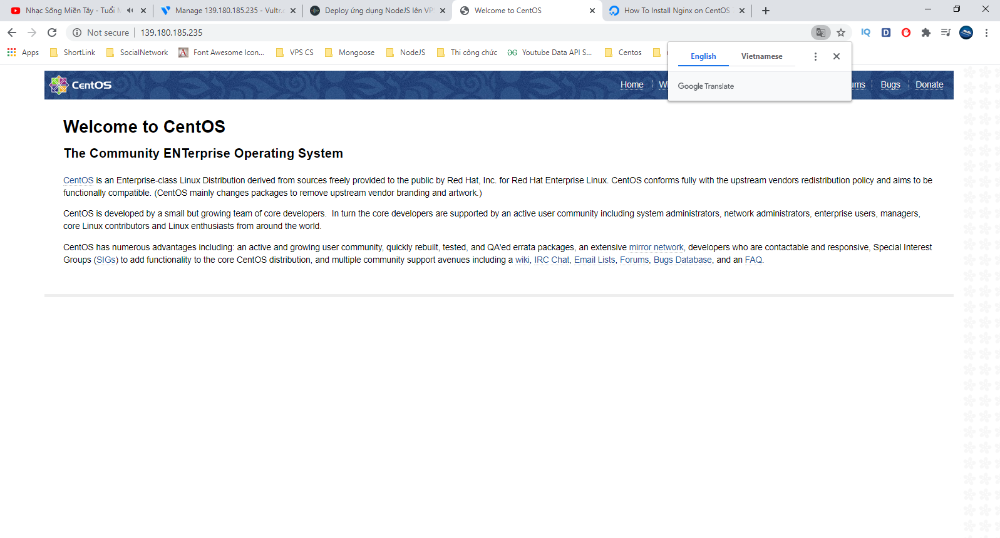 Nhạc Sống Miền Tây - Tuổi
Manage 139.180.185.235 - Vultr.c
Deploy ứng dụng NodeJS lên VPS
Welcome to CentOS
How To Install Nginx on CentOS
Not secure
139.180.185.235
Apps
ShortLink
SocialNetwork
Font Awesome Icon...
VPS CS
Mongoose
NodeJS
Thi công chức
Youtube Data API S...
Centos
English
Vietnamese
Google Translate
CentOS
Home
Bugs
Donate
Welcome to CentOS
The Community ENTerprise Operating System
CentOS is an Enterprise-class Linux Distribution derived from sources freely provided to the public by Red Hat, Inc. for Red Hat Enterprise Linux. CentOS conforms fully with the upstream vendors redistribution policy and aims to be
functionally compatible. (CentOS mainly changes packages to remove upstream vendor branding and artwork.)
CentOS is developed by a small but growing team of core developers.  In turn the core developers are supported by an active user community including system administrators, network administrators, enterprise users, managers,
core Linux contributors and Linux enthusiasts from around the world.
CentOS has numerous advantages including: an active and growing user community, quickly rebuilt, tested, and QA'ed errata packages, an extensive mirror network, developers who are contactable and responsive, Special Interest
Groups (SIGs) to add functionality to the core CentOS distribution, and multiple community support avenues including a wiki, IRC Chat, Email Lists, Forums, Bugs Database, and an FAQ.